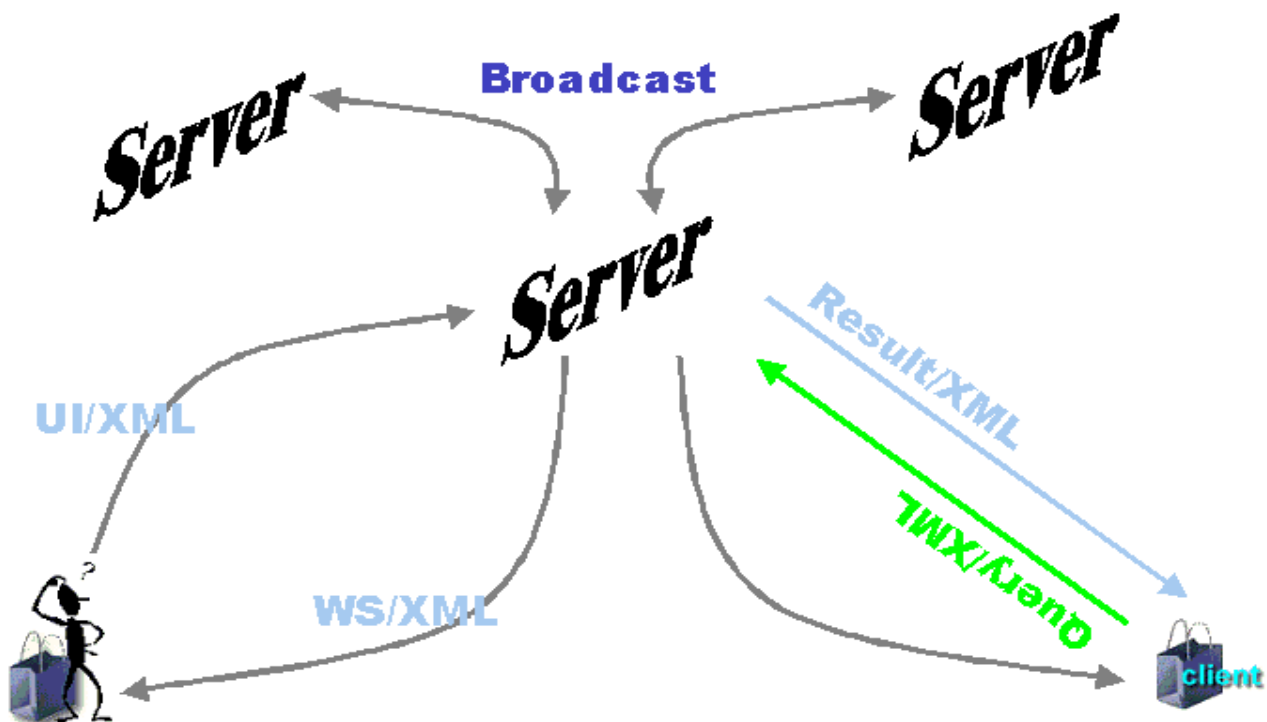 Broadcast
Server
Server
Server
Result/XML
UI/XML
Query/XML
?
WS/XML
client